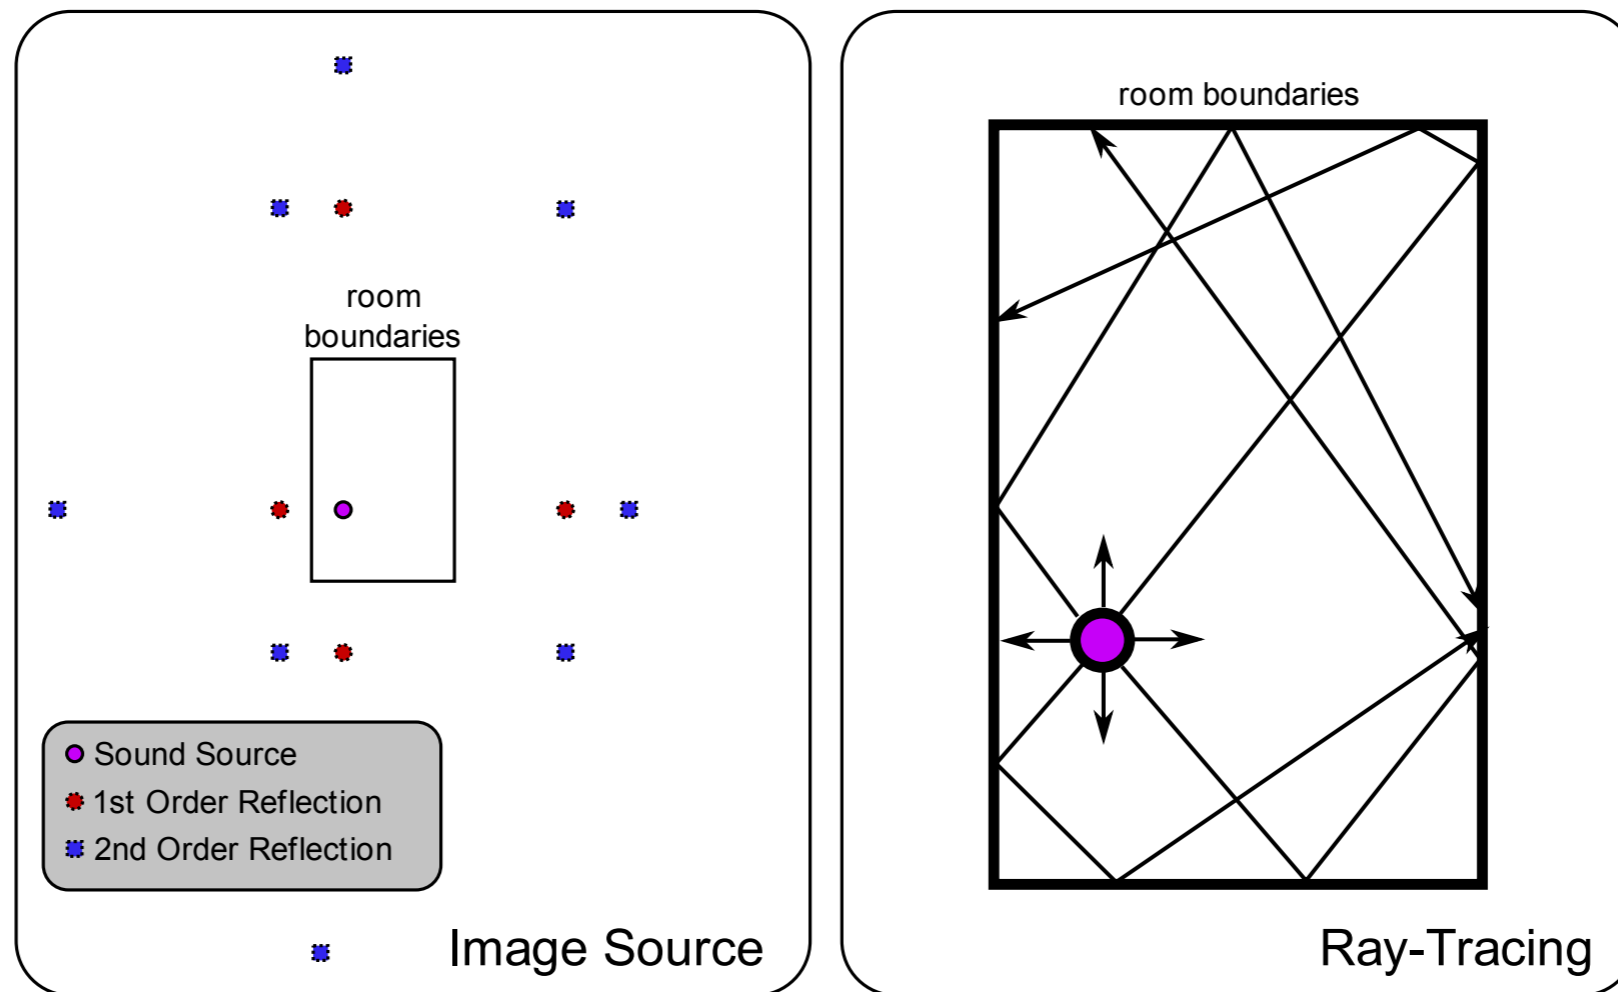 room
boundaries
Sound Source
1st Order Reflection
2nd Order Reflection
Image Source
room boundaries
Ray-Tracing